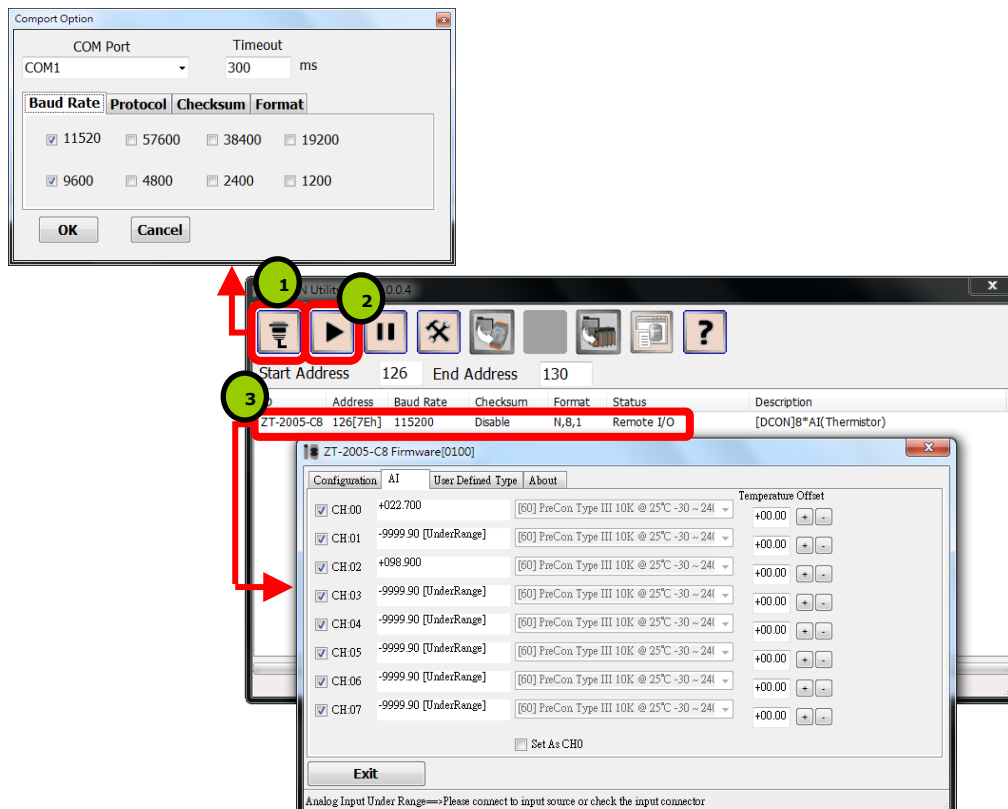 Comport Option
COM Port Timeout
COM1 300 ms
Baud Rate Protocol Checksum Format
11520 57600 38400 19200
9600 4800 2400 1200
OK Cancel
1
2
N Utility 0.0.4
x
Start Address 126 End Address 130
3
Address Baud Rate Checksum Format Status Description
ZT-2005-C8 126[7Eh] 115200 Disable N,8,1 Remote I/O [DCON]8*AI(Thermistor)
ZT-2005-C8 Firmware[0100]
Configuration AI User Defined Type About
Temperature Offset
CH:00 +022.700 [60] PreCon Type III 10K @ 25°C -30 ~ 24( +00.00 + -
CH:01 -9999.90 [UnderRange] [60] PreCon Type III 10K @ 25°C -30 ~ 24( +00.00 + -
CH:02 +098.900 [60] PreCon Type III 10K @ 25°C -30 ~ 24( +00.00 + -
CH:03 -9999.90 [UnderRange] [60] PreCon Type III 10K @ 25°C -30 ~ 24( +00.00 + -
CH:04 -9999.90 [UnderRange] [60] PreCon Type III 10K @ 25°C -30 ~ 24( +00.00 + -
CH:05 -9999.90 [UnderRange] [60] PreCon Type III 10K @ 25°C -30 ~ 24( +00.00 + -
CH:06 -9999.90 [UnderRange] [60] PreCon Type III 10K @ 25°C -30 ~ 24( +00.00 + -
CH:07 -9999.90 [UnderRange] [60] PreCon Type III 10K @ 25°C -30 ~ 24( +00.00 + -
Set As CH0
Exit
Analog Input Under Range==>Please connect to input source or check the input connector